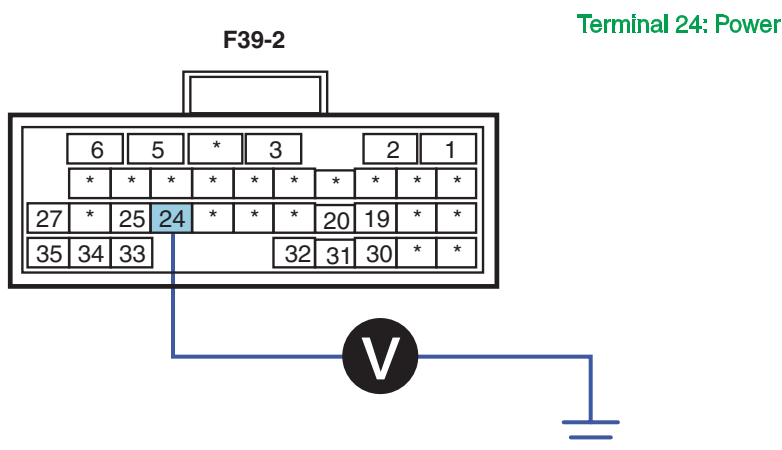 Terminal 24: Power
F39-2
6 5 * 3 2 1
* * * * * * * * * *
27 * 25 24 * * * 20 19 * *
35 34 33 32 31 30 * *
V